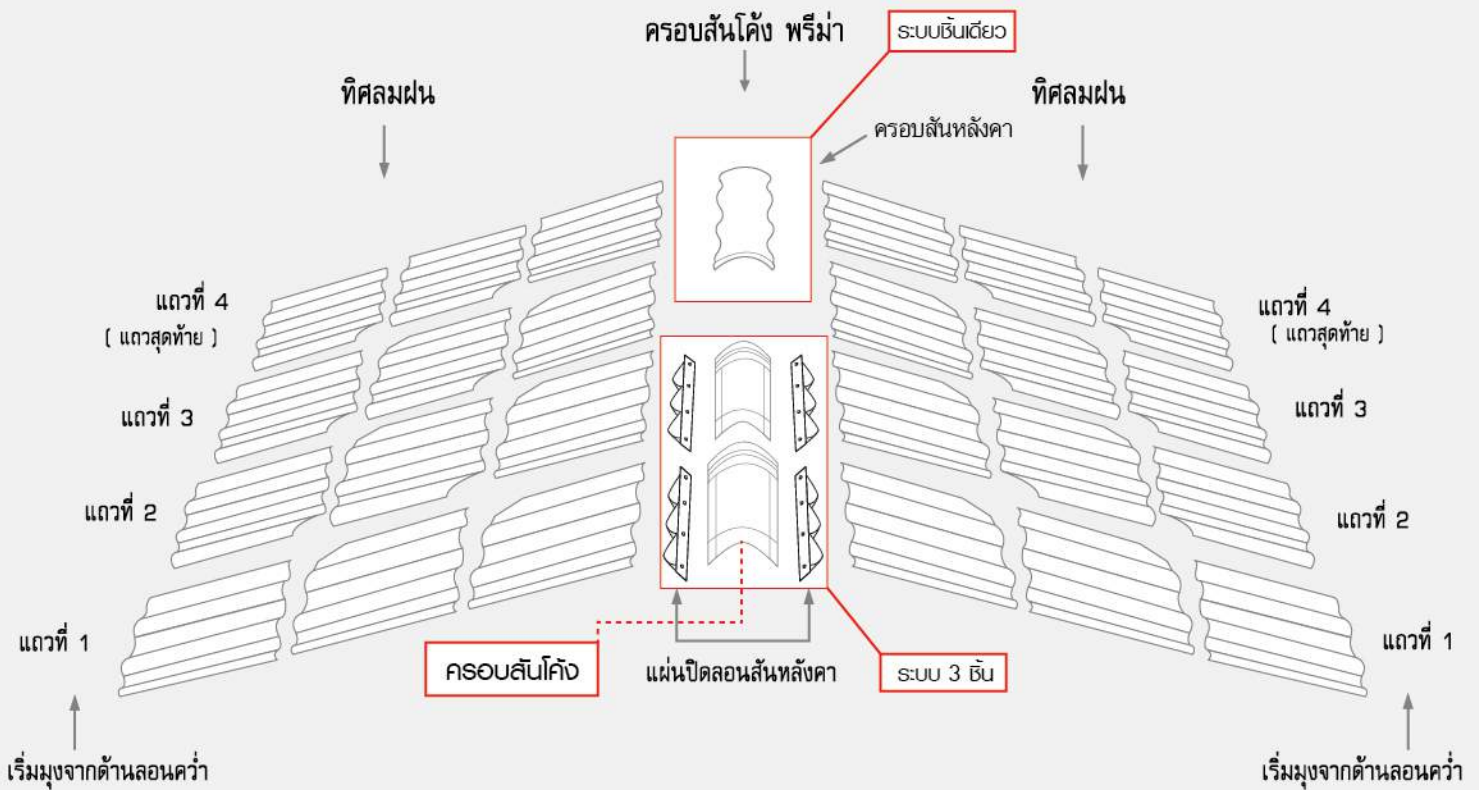 ครอบสันโค้ง พรีม่า
ระบบชิ้นเดียว
ทิศลมฝน
ทิศลมฝน
ครอบสันหลังคา
แถวที่ 4
( แถวสุดท้าย )
แถวที่ 4
( แถวสุดท้าย )
แถวที่ 3
แถวที่ 3
แถวที่ 2
แถวที่ 2
แถวที่ 1
แถวที่ 1
ครอบสันโค้ง
แผ่นปิดลอนสันหลังคา
ระบบ 3 ชิ้น
เริ่มมุงจากด้านลอนคว่ำ
เริ่มมุงจากด้านลอนคว่ำ